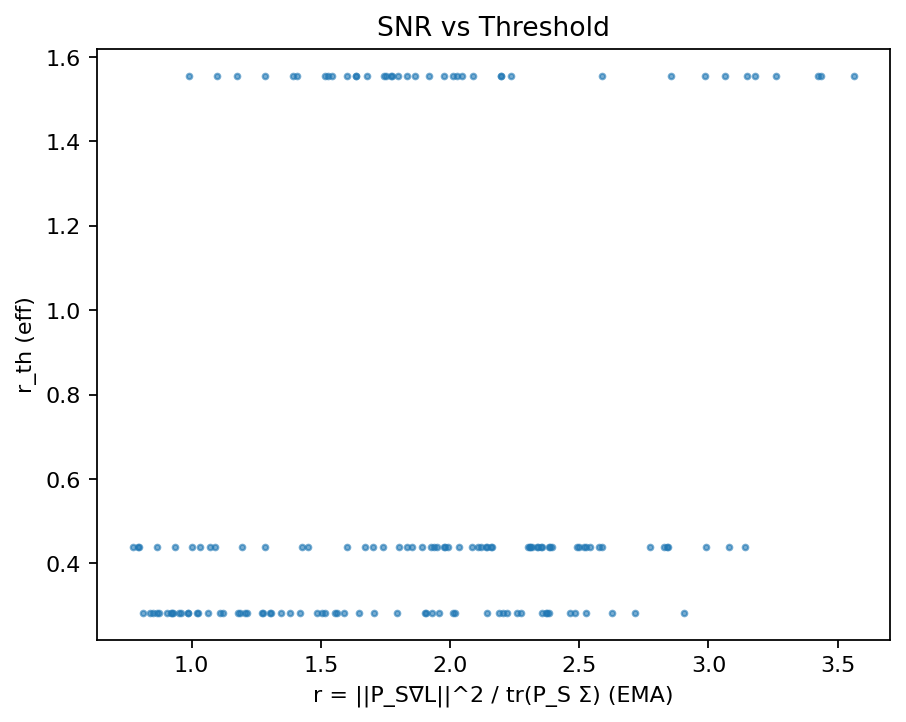 SNR vs Threshold
1.6
1.4
1.2
1.0
0.8
0.6
0.4
r_th (eff)
1.0 1.5 2.0 2.5 3.0 3.5
r = ||P_S∇L||^2 / tr(P_S Σ) (EMA)